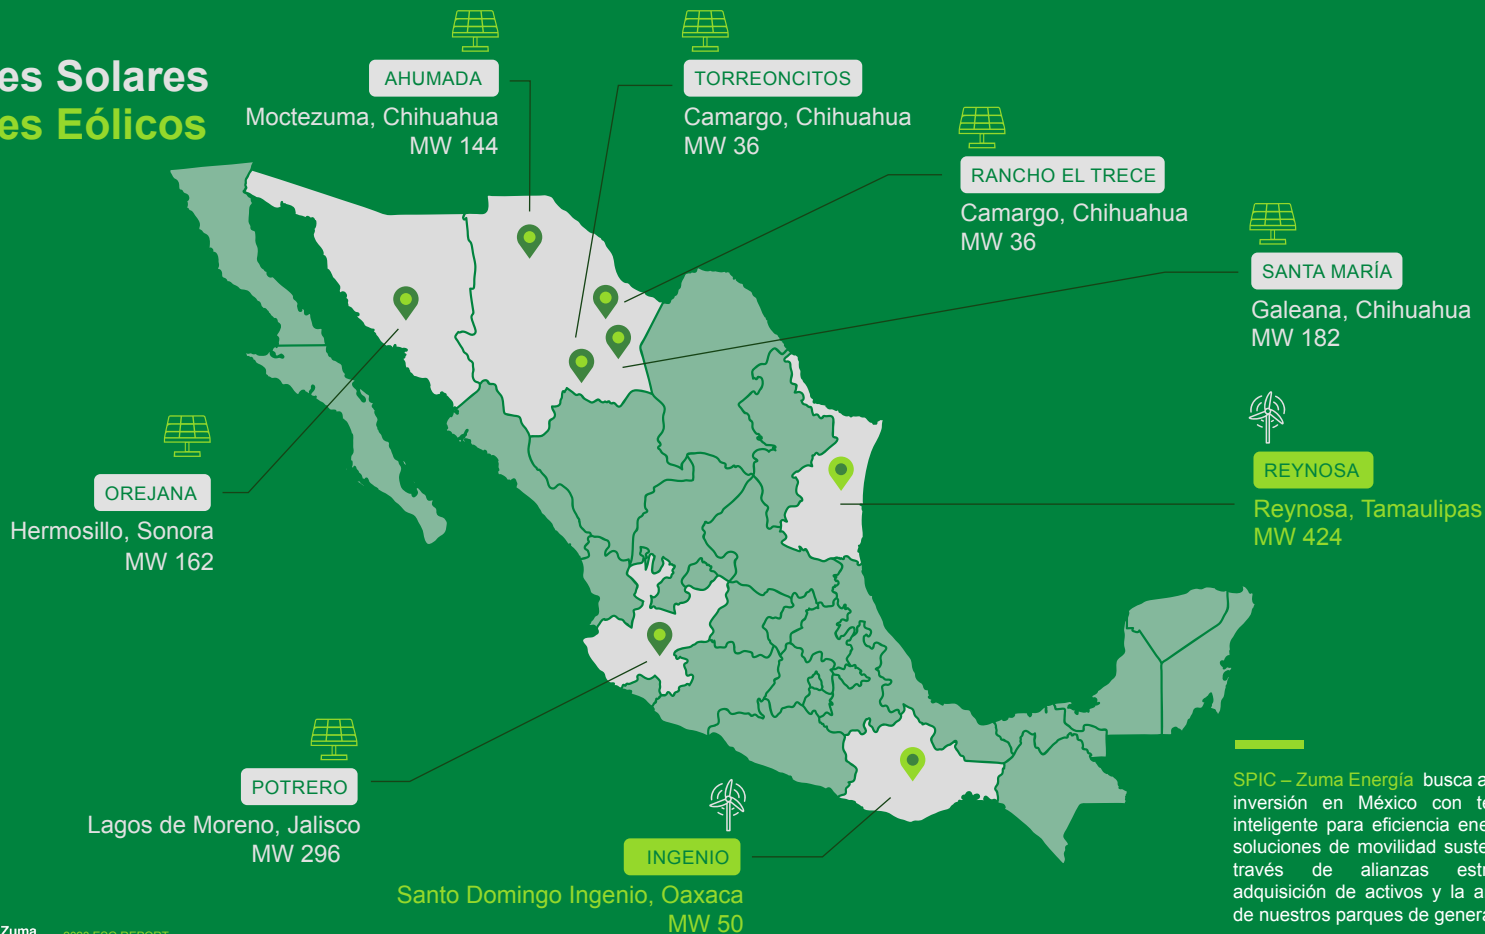 es Solares
es Eólicos
AHUMADA
Moctezuma, Chihuahua
MW 144
TORREONCITOS
Camargo, Chihuahua
MW 36
RANCHO EL TRECE
Camargo, Chihuahua
MW 36
SANTA MARÍA
Galeana, Chihuahua
MW 182
REYNOSA
Reynosa, Tamaulipas
MW 424
OREJANA
Hermosillo, Sonora
MW 162
POTRERO
Lagos de Moreno, Jalisco
MW 296
INGENIO
Santo Domingo Ingenio, Oaxaca
MW 50
SPIC – Zuma Energía busca a
inversión en México con te
inteligente para eficiencia ene
soluciones de movilidad suste
través de alianzas estr
adquisición de activos y la a
de nuestros parques de genera
Zuma